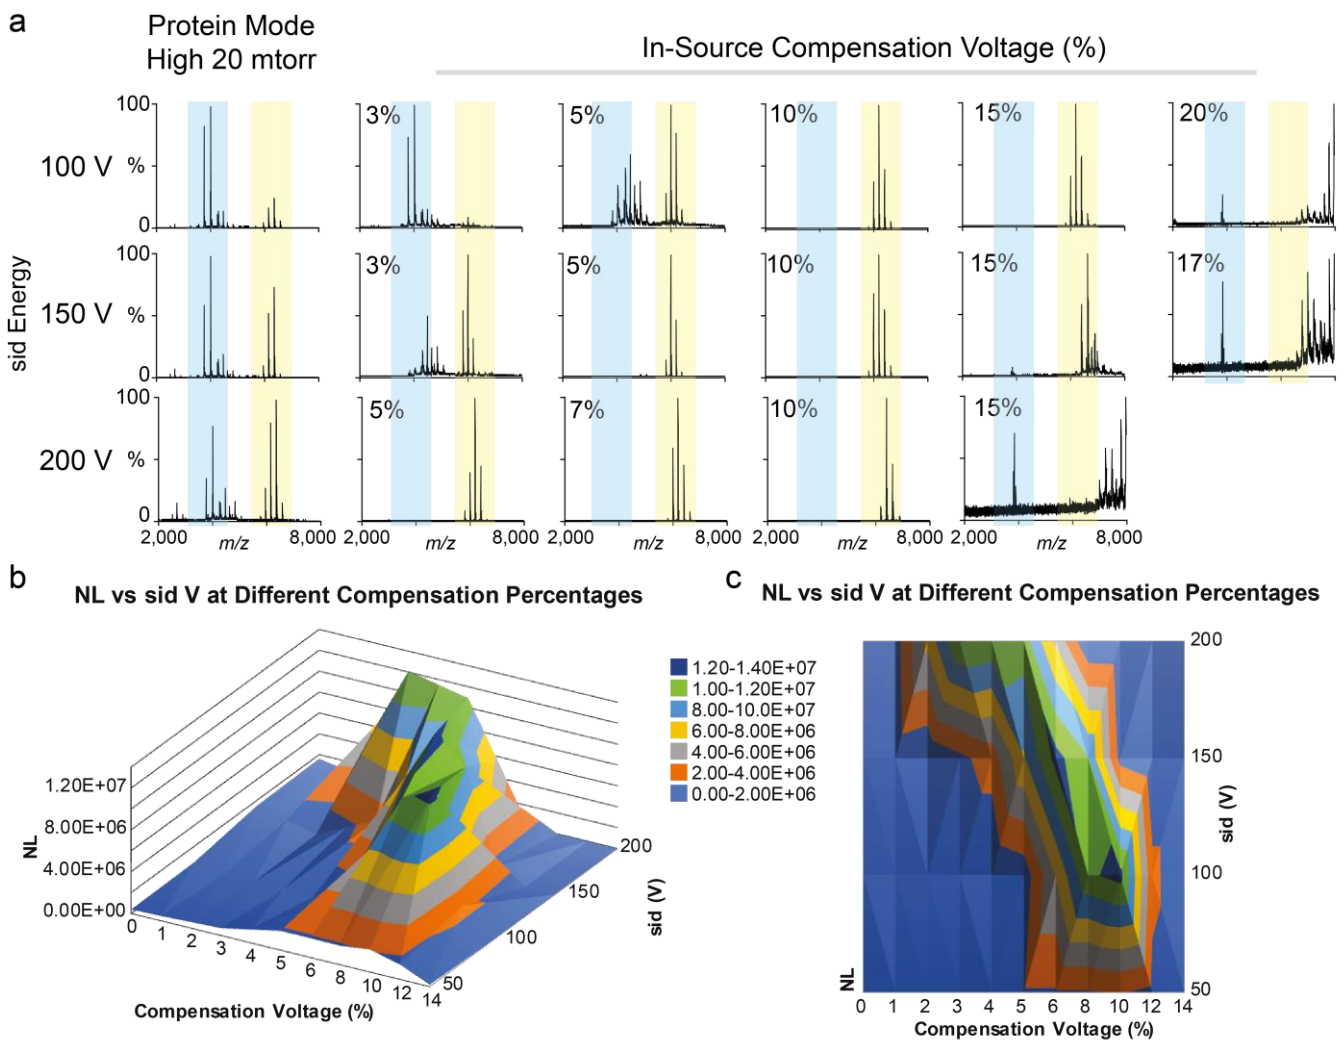 a
Protein Mode
High 20 mtorr
In-Source Compensation Voltage (%)
sid Energy
100 V
100
%
0
3%
5%
10%
15%
20%
150 V
100
%
0
3%
5%
10%
15%
17%
200 V
100
%
0
5%
7%
10%
15%
2,000 m/z 8,000
2,000 m/z 8,000
2,000 m/z 8,000
2,000 m/z 8,000
2,000 m/z 8,000
b
NL vs sid V at Different Compensation Percentages
1.20E+07
8.00E+06
4.00E+06
0.00E+00
NL
0 1 2 3 4 5 6 8 10 12 14
Compensation Voltage (%)
50
100
150
200
sid (V)
1.20-1.40E+07
1.00-1.20E+07
8.00-10.0E+07
6.00-8.00E+06
4.00-6.00E+06
2.00-4.00E+06
0.00-2.00E+06
c
NL vs sid V at Different Compensation Percentages
200
150
100
50
sid (V)
NL
0 1 2 3 4 5 6 8 10 12 14
Compensation Voltage (%)